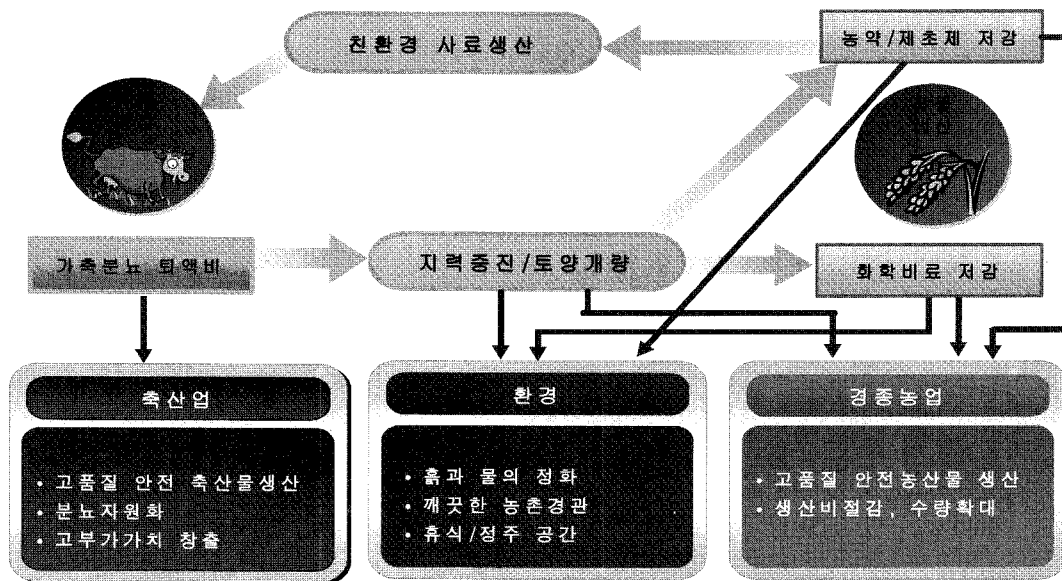 친환경 사료생산
농약/제초제 저감
가축분뇨 퇴액비
지력증진/토양개량
화학비료 저감
축산업
• 고품질 안전 축산물생산
• 분뇨자원화
• 고부가가치 창출
환경
• 흙과 물의 정화
• 깨끗한 농촌경관
• 휴식/정주 공간
경종농업
• 고품질 안전농산물 생산
• 생산비절감, 수량확대